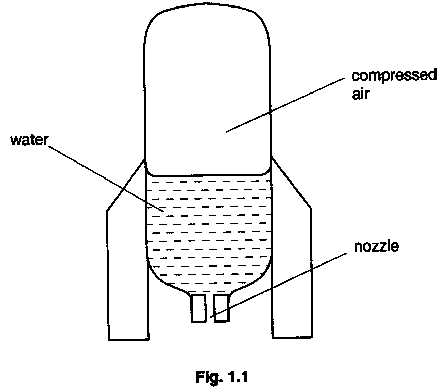 compressed
air
water
nozzle
Fig. 1.1